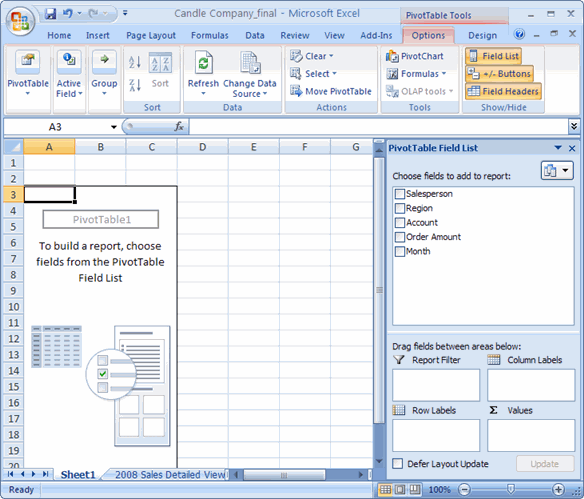 Candle Company_final - Microsoft Excel
PivotTable Tools
Home Insert Page Layout Formulas Data Review View Add-Ins Options Design
PivotTable
Active Field
Group
Sort
Sort
Refresh
Change Data Source
Data
Clear
Select
Move PivotTable
Actions
PivotChart
Formulas
OLAP tools
Tools
Field List
+/- Buttons
Field Headers
Show/Hide
A3
fx
A B C D E F G
1
2
3
4
5
6
7
8
9
10
11
12
13
14
15
16
17
18
19
20
PivotTable1
To build a report, choose
fields from the PivotTable
Field List
PivotTable Field List
Choose fields to add to report:
Salesperson
Region
Account
Order Amount
Month
Drag fields between areas below:
Report Filter
Column Labels
Row Labels
Σ Values
Defer Layout Update
Update
Sheet1
2008 Sales Detailed View
Ready
100%